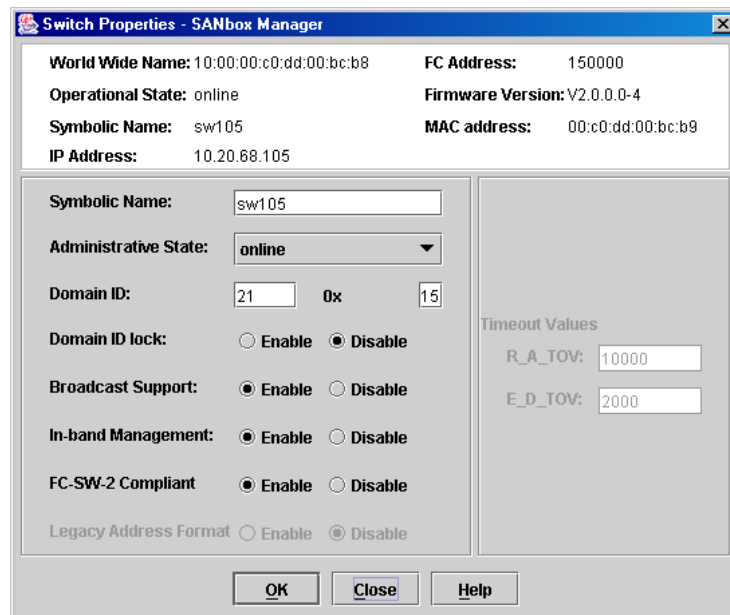 Switch Properties - SANbox Manager
World Wide Name: 10:00:00:c0:dd:00:bc:b8 FC Address: 150000
Operational State: online Firmware Version: V2.0.0.0-4
Symbolic Name: sw105 MAC address: 00:c0:dd:00:bc:b9
IP Address: 10.20.68.105
Symbolic Name: sw105
Administrative State: online
Domain ID: 21 0x 15
Domain ID lock: Enable Disable
Broadcast Support: Enable Disable
In-band Management: Enable Disable
FC-SW-2 Compliant Enable Disable
Legacy Address Format Enable Disable
Timeout Values
R_A_TOV: 10000
E_D_TOV: 2000
OK Close Help